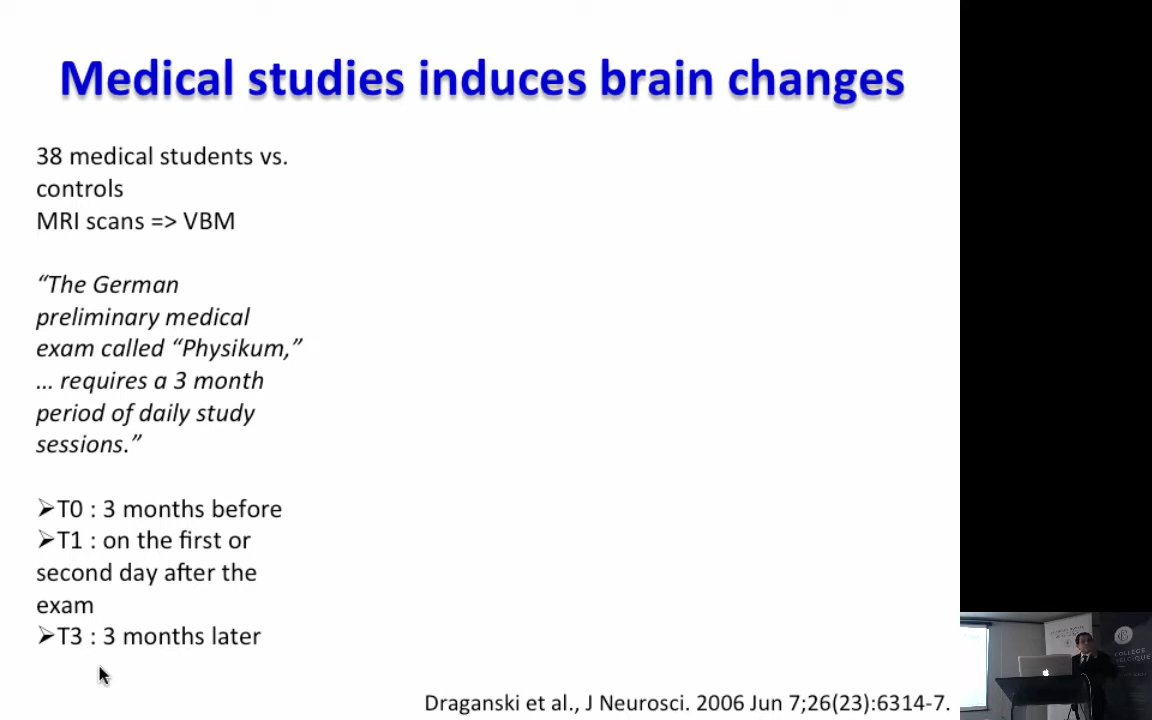 Medical studies induces brain changes
38 medical students vs.
controls
MRI scans => VBM
“The German
preliminary medical
exam called “Physikum,”
… requires a 3 month
period of daily study
sessions.”
➢T0 : 3 months before
➢T1 : on the first or
second day after the
exam
➢T3 : 3 months later
Draganski et al., J Neurosci. 2006 Jun 7;26(23):6314-7.
COLLÈGE
BELGIQUE